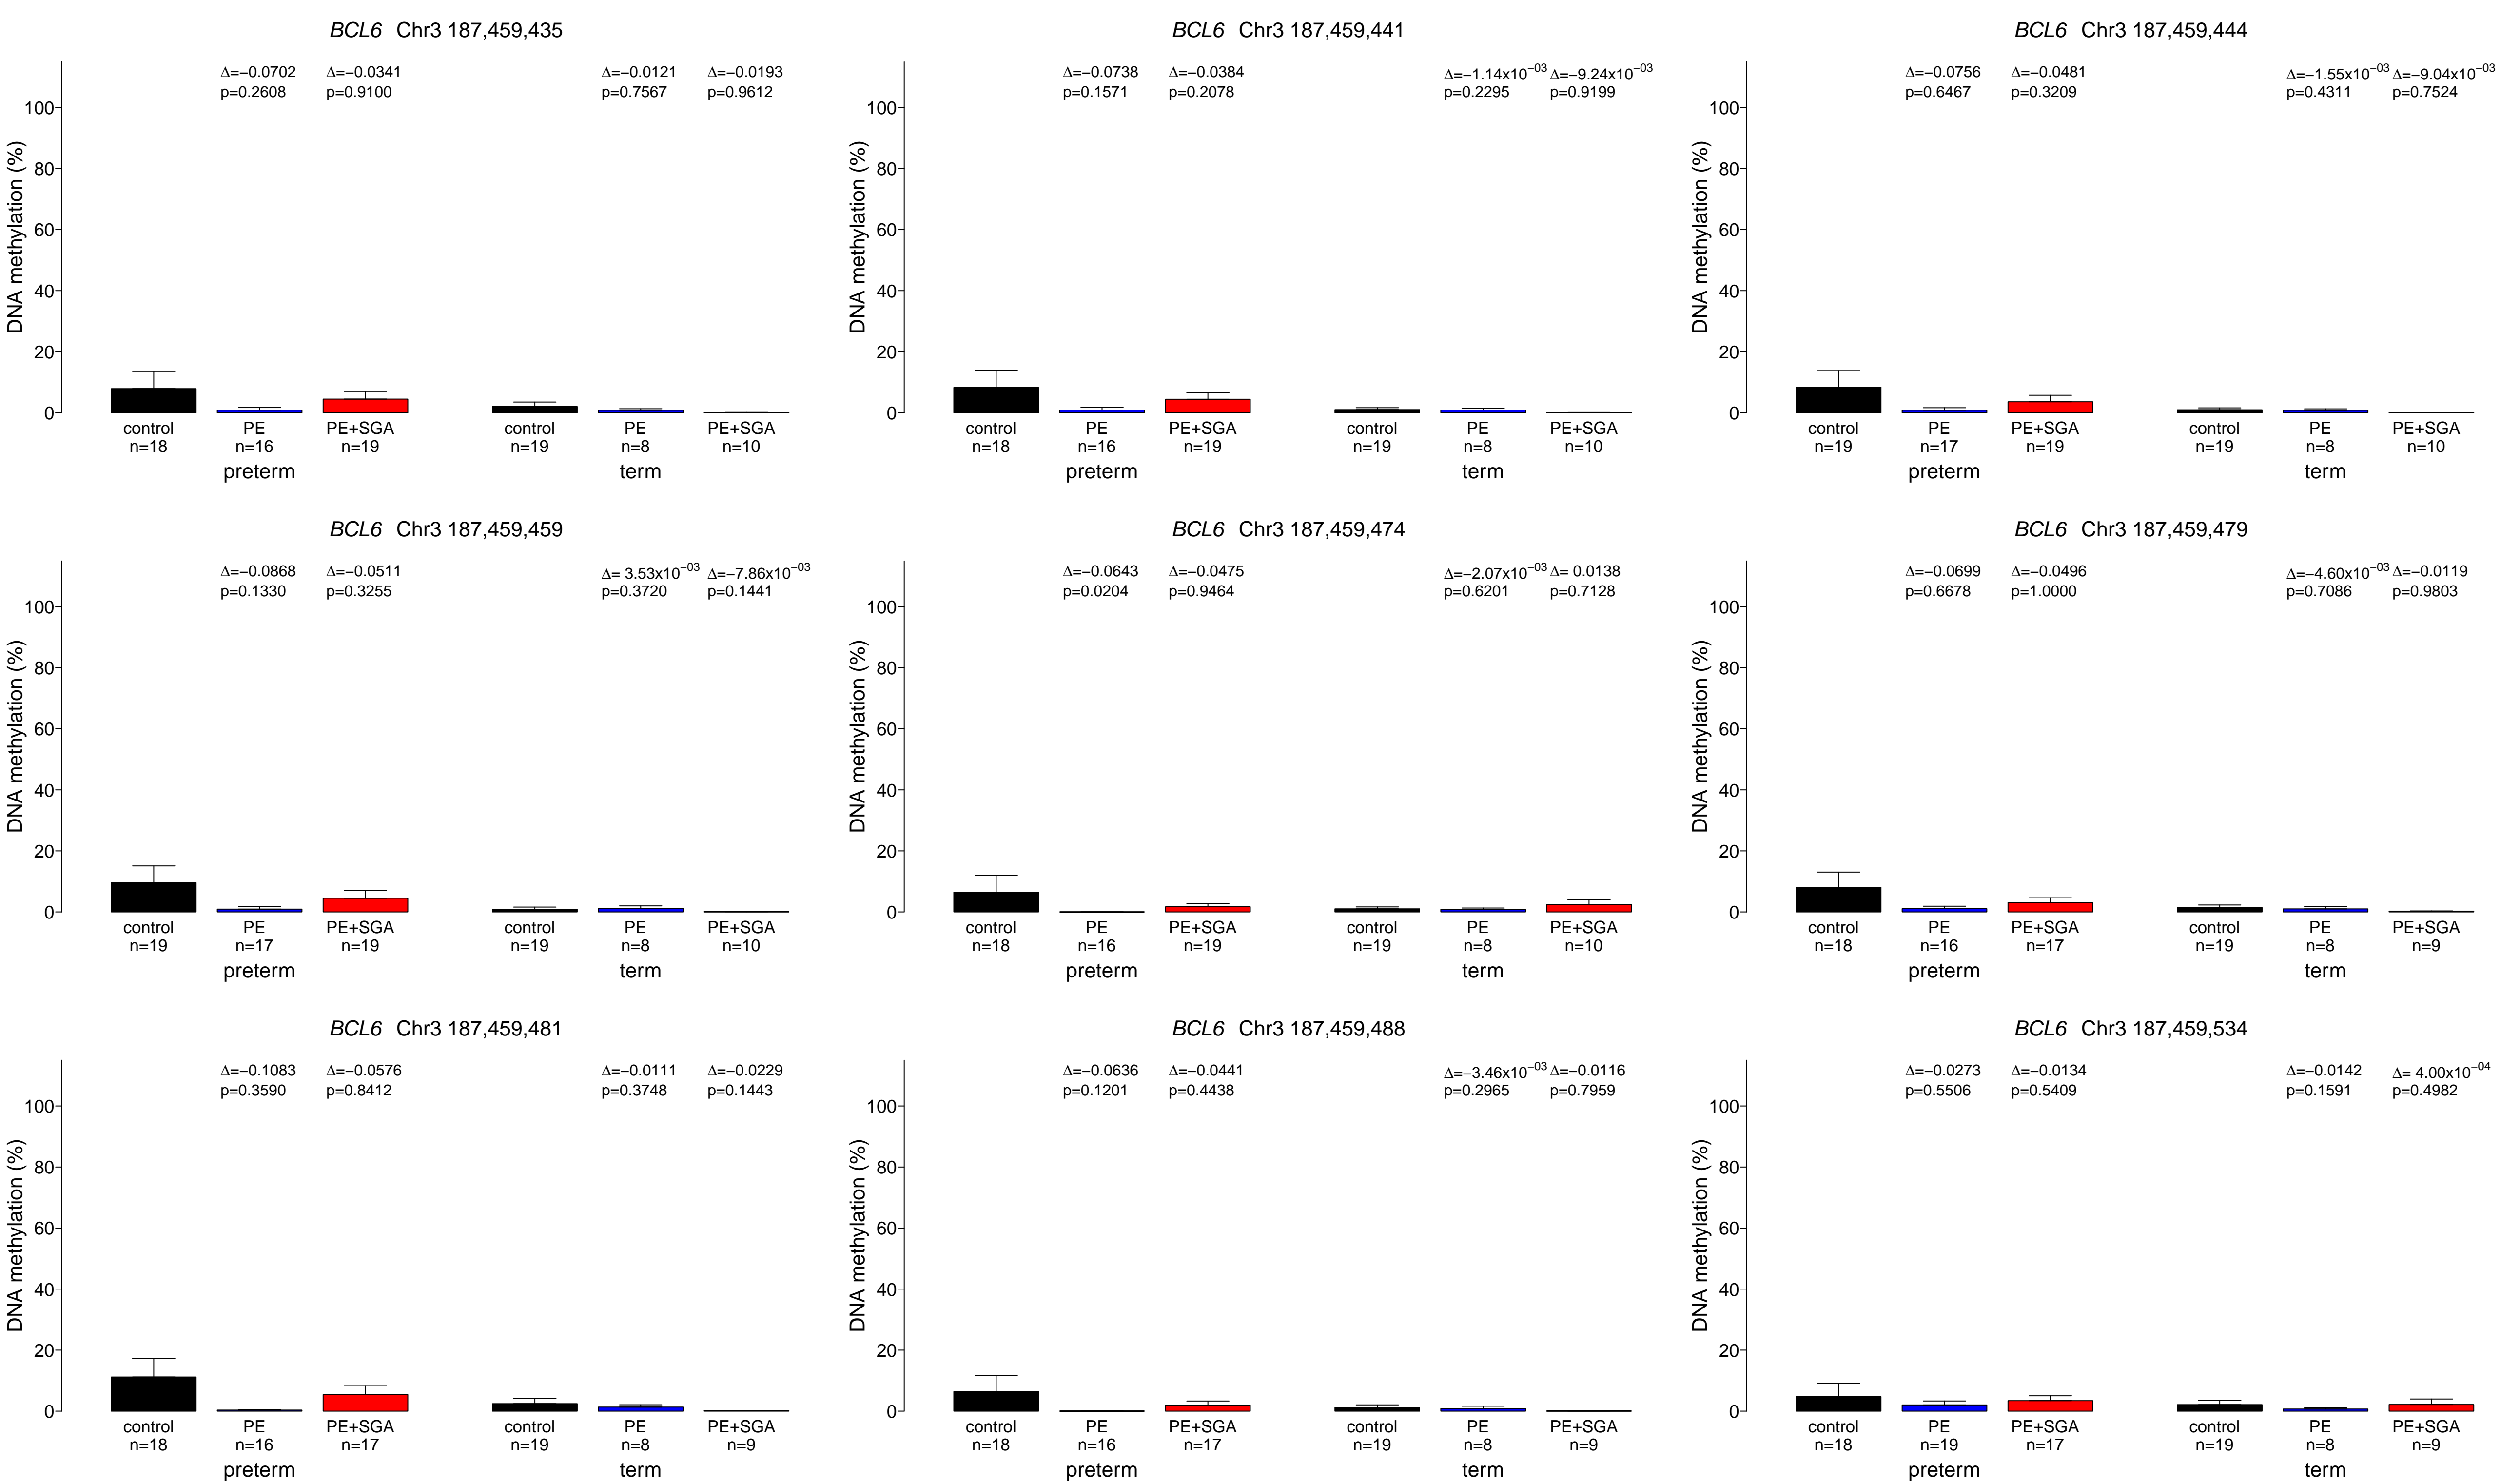 BCL6 Chr3 187,459,435
Δ=−0.0702 Δ=−0.0341 Δ=−0.0121 Δ=−0.0193
p=0.2608 p=0.9100 p=0.7567 p=0.9612
DNA methylation (%)
100
80
60
40
20
0
control PE PE+SGA control PE PE+SGA
n=18 n=16 n=19 n=19 n=8 n=10
preterm term
BCL6 Chr3 187,459,441
Δ=−0.0738 Δ=−0.0384 Δ=−1.14x10⁻⁰³ Δ=−9.24x10⁻⁰³
p=0.1571 p=0.2078 p=0.2295 p=0.9199
DNA methylation (%)
100
80
60
40
20
0
control PE PE+SGA control PE PE+SGA
n=18 n=16 n=19 n=19 n=8 n=10
preterm term
BCL6 Chr3 187,459,444
Δ=−0.0756 Δ=−0.0481 Δ=−1.55x10⁻⁰³ Δ=−9.04x10⁻⁰³
p=0.6467 p=0.3209 p=0.4311 p=0.7524
DNA methylation (%)
100
80
60
40
20
0
control PE PE+SGA control PE PE+SGA
n=19 n=17 n=19 n=19 n=8 n=10
preterm term
BCL6 Chr3 187,459,459
Δ=−0.0868 Δ=−0.0511 Δ= 3.53x10⁻⁰³ Δ=−7.86x10⁻⁰³
p=0.1330 p=0.3255 p=0.3720 p=0.1441
DNA methylation (%)
100
80
60
40
20
0
control PE PE+SGA control PE PE+SGA
n=19 n=17 n=19 n=19 n=8 n=10
preterm term
BCL6 Chr3 187,459,474
Δ=−0.0643 Δ=−0.0475 Δ=−2.07x10⁻⁰³ Δ= 0.0138
p=0.0204 p=0.9464 p=0.6201 p=0.7128
DNA methylation (%)
100
80
60
40
20
0
control PE PE+SGA control PE PE+SGA
n=18 n=16 n=19 n=19 n=8 n=10
preterm term
BCL6 Chr3 187,459,479
Δ=−0.0699 Δ=−0.0496 Δ=−4.60x10⁻⁰³ Δ=−0.0119
p=0.6678 p=1.0000 p=0.7086 p=0.9803
DNA methylation (%)
100
80
60
40
20
0
control PE PE+SGA control PE PE+SGA
n=18 n=16 n=17 n=19 n=8 n=9
preterm term
BCL6 Chr3 187,459,481
Δ=−0.1083 Δ=−0.0576 Δ=−0.0111 Δ=−0.0229
p=0.3590 p=0.8412 p=0.3748 p=0.1443
DNA methylation (%)
100
80
60
40
20
0
control PE PE+SGA control PE PE+SGA
n=18 n=16 n=17 n=19 n=8 n=9
preterm term
BCL6 Chr3 187,459,488
Δ=−0.0636 Δ=−0.0441 Δ=−3.46x10⁻⁰³ Δ=−0.0116
p=0.1201 p=0.4438 p=0.2965 p=0.7959
DNA methylation (%)
100
80
60
40
20
0
control PE PE+SGA control PE PE+SGA
n=18 n=16 n=17 n=19 n=8 n=9
preterm term
BCL6 Chr3 187,459,534
Δ=−0.0273 Δ=−0.0134 Δ=−0.0142 Δ= 4.00x10⁻⁰⁴
p=0.5506 p=0.5409 p=0.1591 p=0.4982
DNA methylation (%)
100
80
60
40
20
0
control PE PE+SGA control PE PE+SGA
n=18 n=19 n=17 n=19 n=8 n=9
preterm term